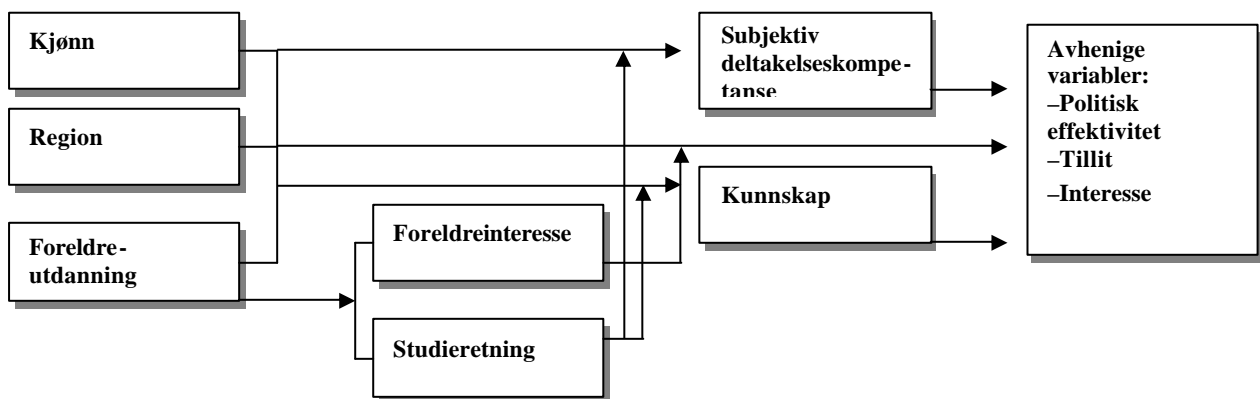 Kjønn
Region
Foreldre-
utdanning
Foreldreinteresse
Studieretning
Subjektiv
deltakelseskompe-
tanse
Kunnskap
Avhenige
variabler:
–Politisk
effektivitet
–Tillit
–Interesse